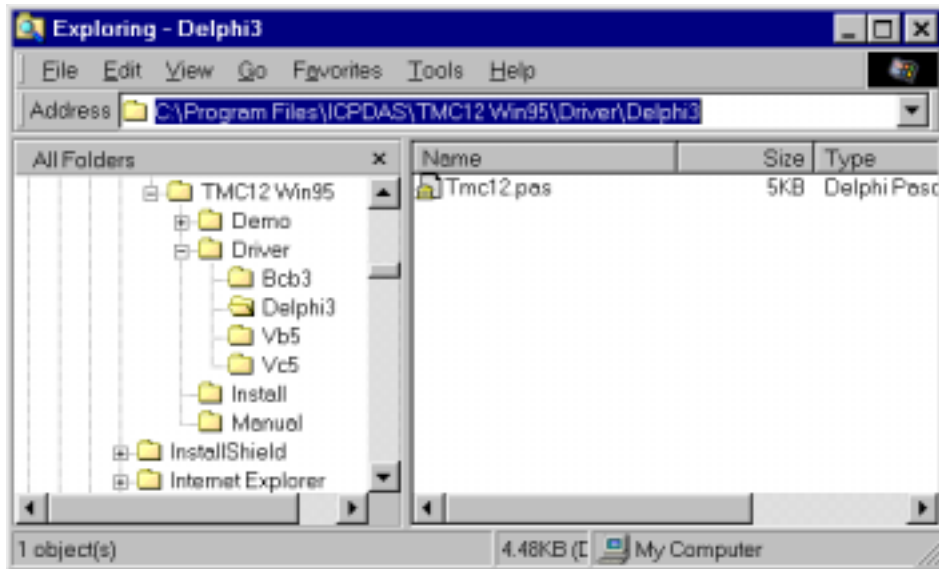 Exploring - Delphi3
File Edit View Go Favorites Tools Help
Address C:\Program Files\ICPDAS\TMC12 Win95\Driver\Delphi3
All Folders
Name Size Type
TMC12 Win95
Tmc12.pas 5KB Delphi Pasc
Demo
Driver
Bcb3
Delphi3
Vb5
Vc5
Install
Manual
InstallShield
Internet Explorer
1 object(s) 4.48KB (D My Computer